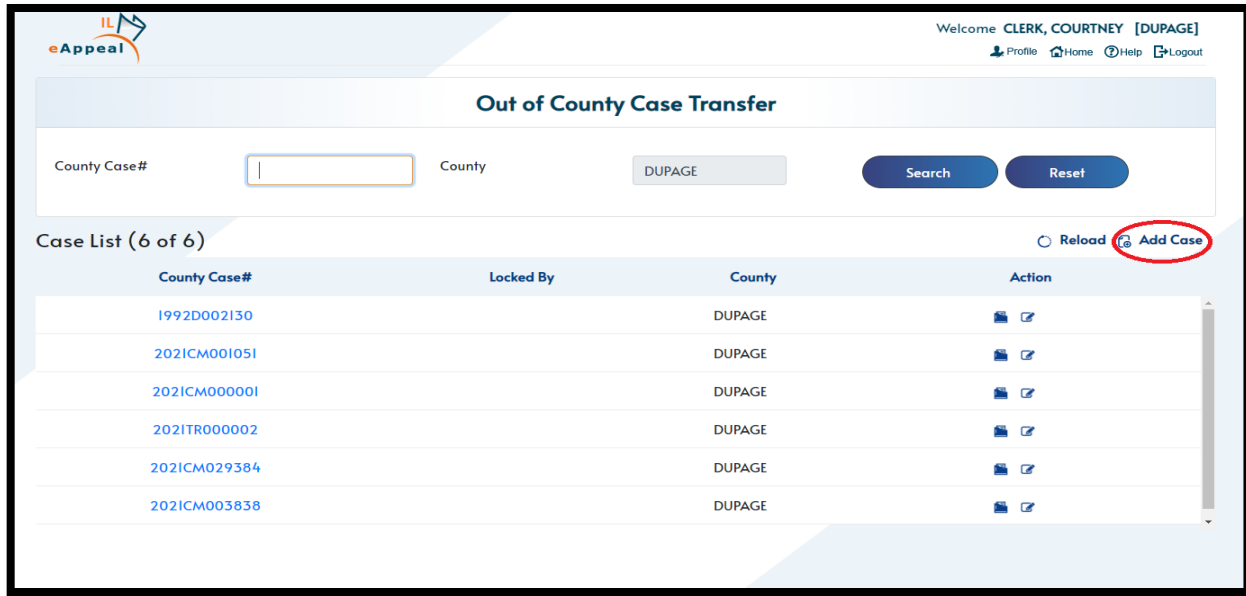 IL
eAppeal
Welcome CLERK, COURTNEY [DUPAGE]
Profile Home Help Logout
Out of County Case Transfer
County Case# County DUPAGE Search Reset
Case List (6 of 6) Reload Add Case
County Case# Locked By County Action
1992D002130 DUPAGE
2021CM001051 DUPAGE
2021CM000001 DUPAGE
2021TR000002 DUPAGE
2021CM029384 DUPAGE
2021CM003838 DUPAGE